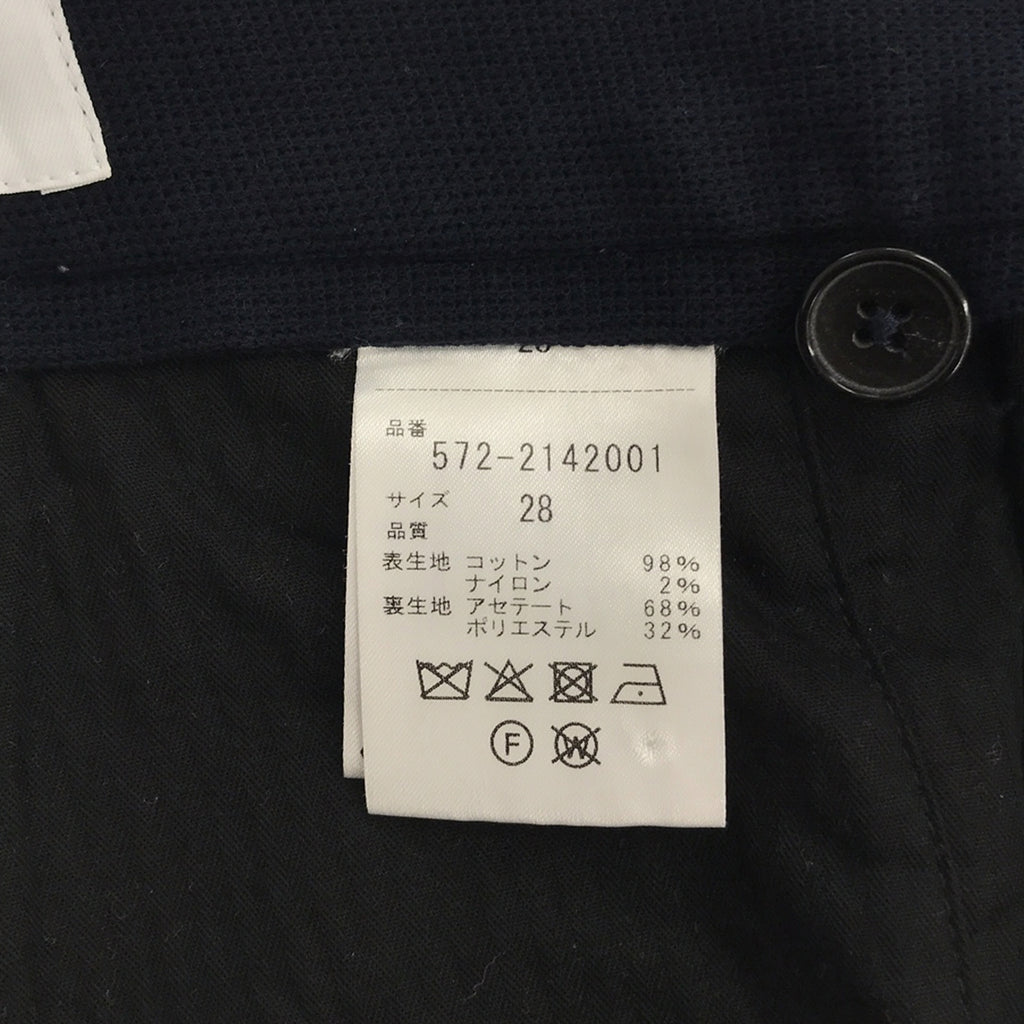 品番
572-2142001
サイズ 28
品質
表生地 コットン 98%
ナイロン 2%
裏生地 アセテート 68%
ポリエステル 32%
F
W